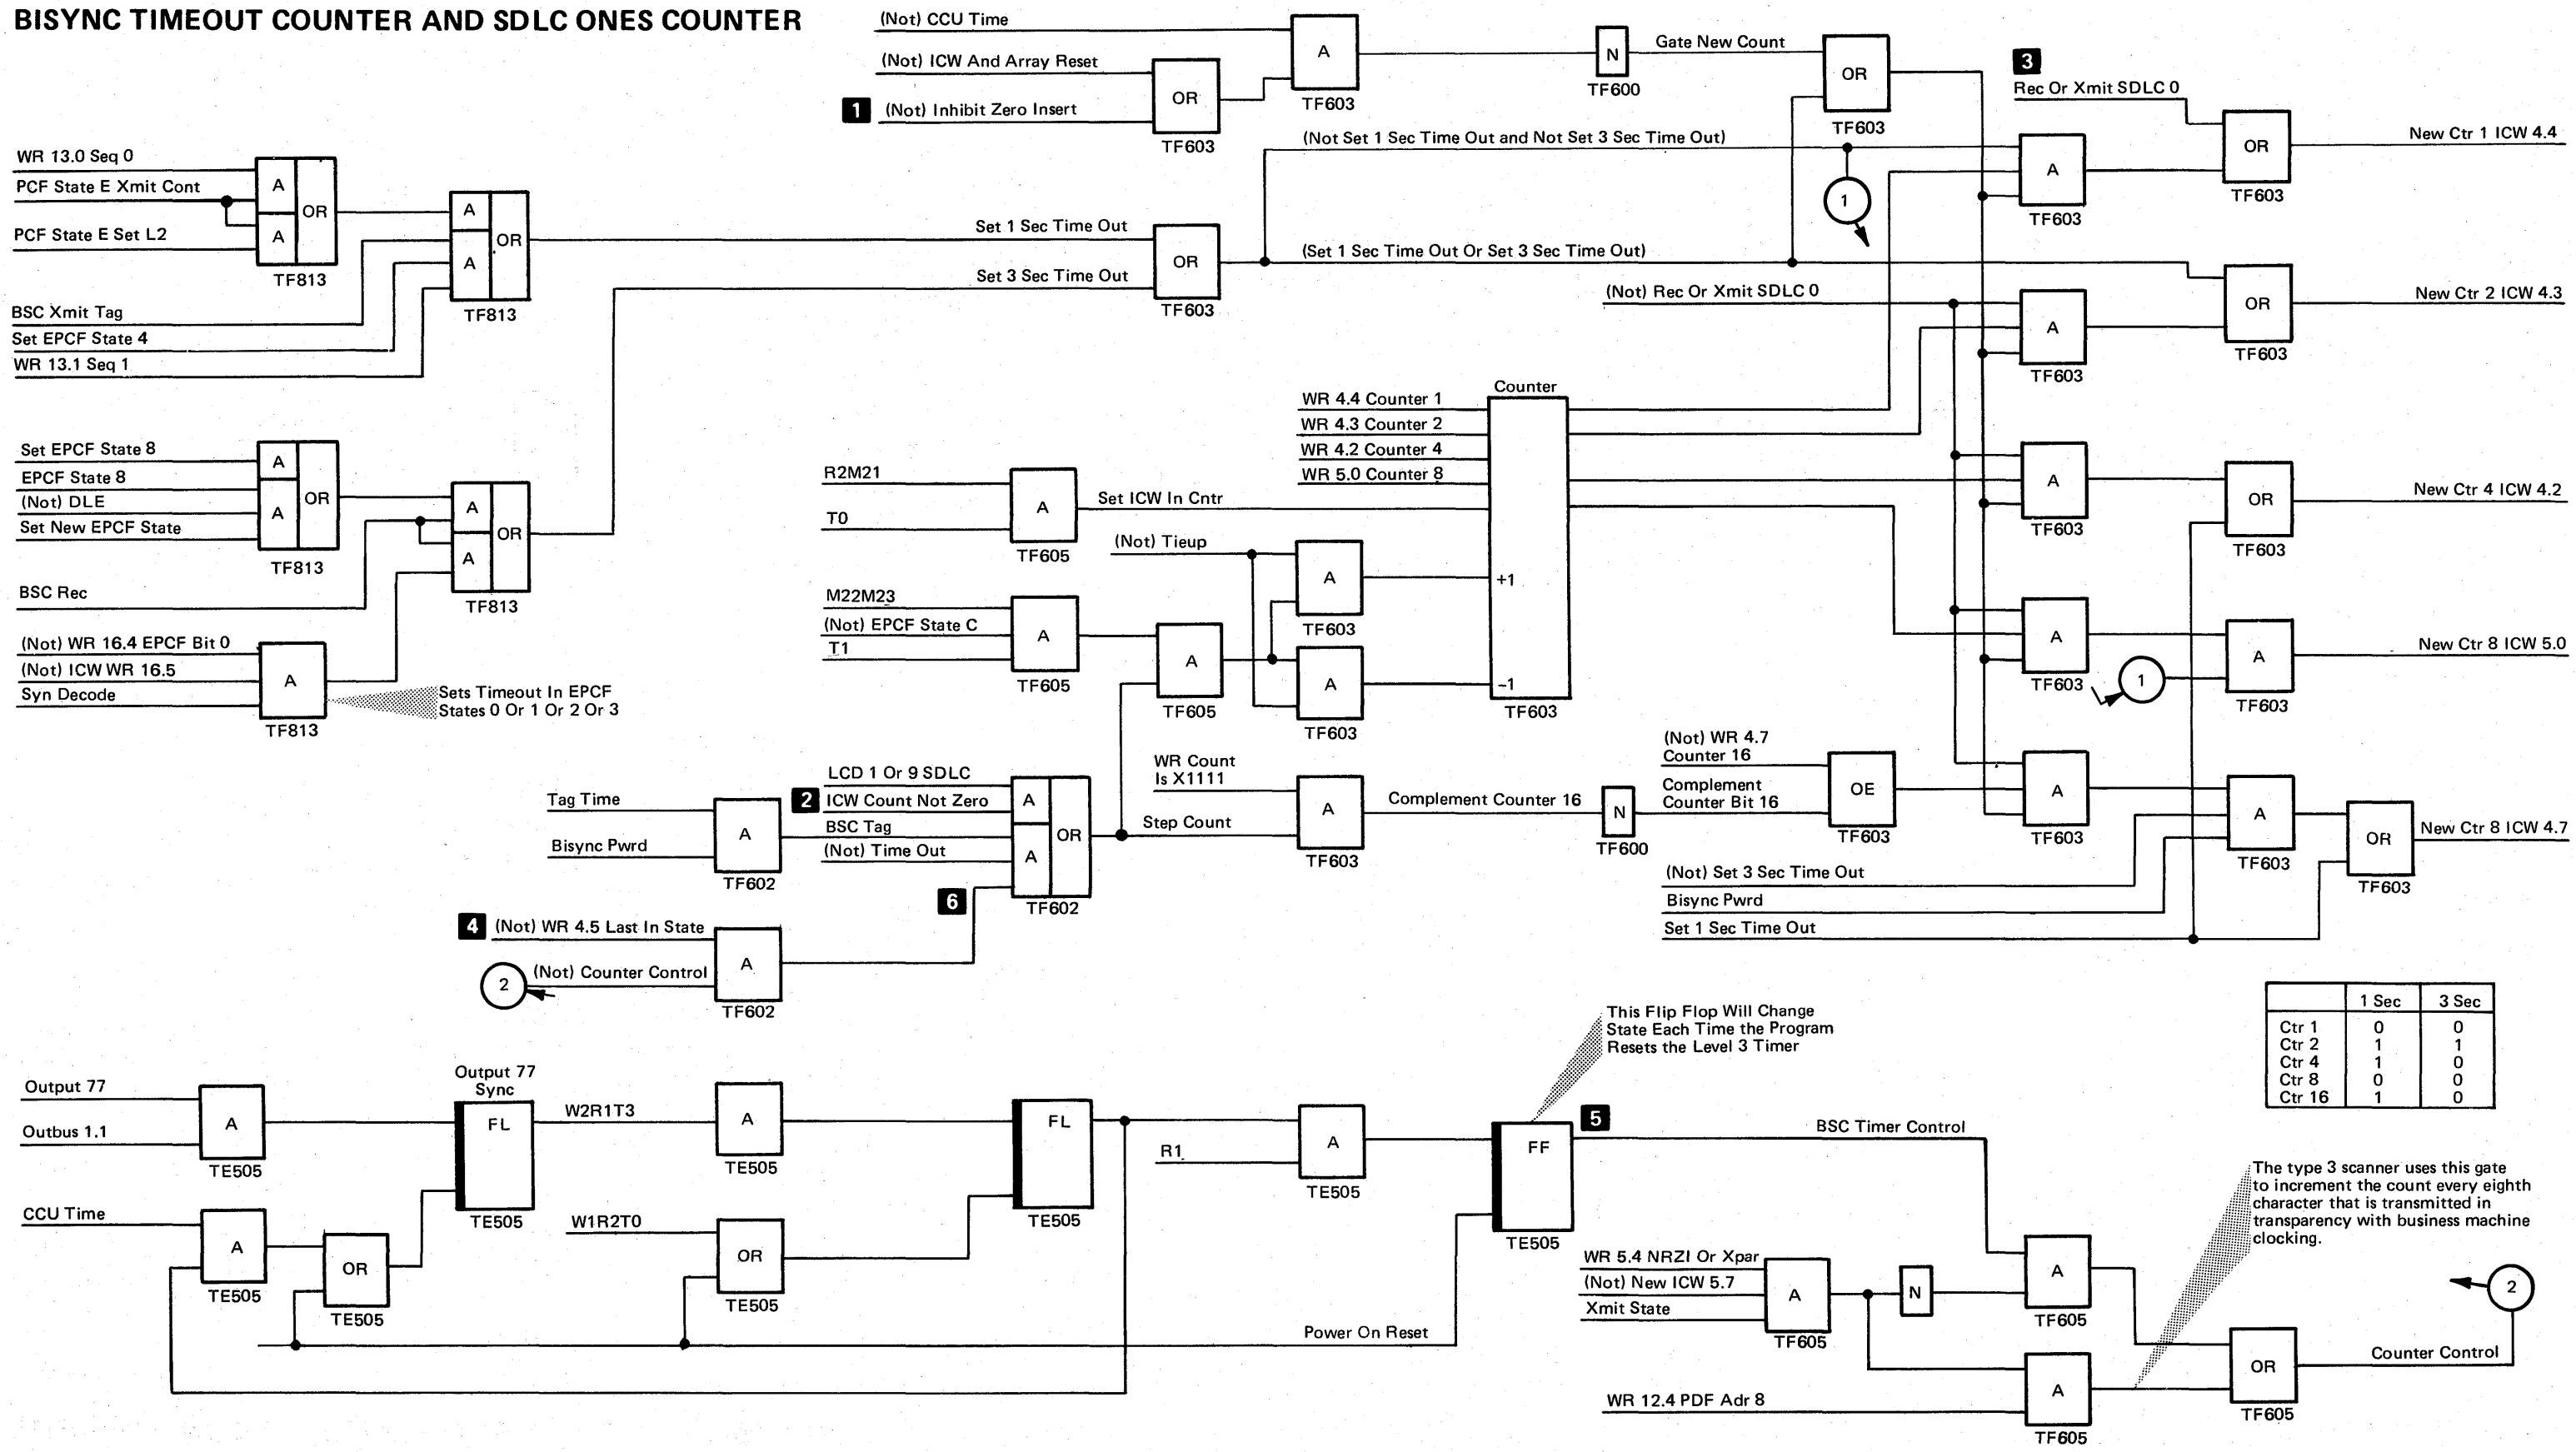 BISYNC TIMEOUT COUNTER AND SDLC ONES COUNTER
(Not) CCU Time
(Not) ICW And Array Reset
1
(Not) Inhibit Zero Insert
OR
TF603
A
TF603
N
TF600
Gate New Count
OR
TF603
3
Rec Or Xmit SDLC 0
OR
TF603
New Ctr 1 ICW 4.4
(Not Set 1 Sec Time Out and Not Set 3 Sec Time Out)
A
TF603
1
WR 13.0 Seq 0
PCF State E Xmit Cont
PCF State E Set L2
A
A
OR
TF813
BSC Xmit Tag
Set EPCF State 4
WR 13.1 Seq 1
A
A
OR
TF813
Set 1 Sec Time Out
Set 3 Sec Time Out
OR
TF603
(Set 1 Sec Time Out Or Set 3 Sec Time Out)
(Not) Rec Or Xmit SDLC 0
A
TF603
OR
TF603
New Ctr 2 ICW 4.3
Set EPCF State 8
EPCF State 8
(Not) DLE
Set New EPCF State
A
A
OR
TF813
BSC Rec
A
A
OR
TF813
(Not) WR 16.4 EPCF Bit 0
(Not) ICW WR 16.5
Syn Decode
A
TF813
Sets Timeout In EPCF
States 0 Or 1 Or 2 Or 3
Counter
WR 4.4 Counter 1
WR 4.3 Counter 2
WR 4.2 Counter 4
WR 5.0 Counter 8
R2M21
T0
A
TF605
Set ICW In Cntr
(Not) Tieup
A
TF603
+1
M22M23
(Not) EPCF State C
T1
A
TF605
A
TF605
A
TF603
−1
TF603
A
TF603
OR
TF603
New Ctr 4 ICW 4.2
A
TF603
1
A
TF603
New Ctr 8 ICW 5.0
Tag Time
Bisync Pwrd
A
TF602
LCD 1 Or 9 SDLC
2
ICW Count Not Zero
BSC Tag
(Not) Time Out
A
A
OR
TF602
6
4
(Not) WR 4.5 Last In State
2
(Not) Counter Control
A
TF602
WR Count
Is X1111
Step Count
A
TF603
Complement Counter 16
N
TF600
(Not) WR 4.7
Counter 16
Complement
Counter Bit 16
OE
TF603
A
TF603
A
TF603
OR
TF603
New Ctr 8 ICW 4.7
(Not) Set 3 Sec Time Out
Bisync Pwrd
Set 1 Sec Time Out
1 Sec 3 Sec
Ctr 1 0 0
Ctr 2 1 1
Ctr 4 1 0
Ctr 8 0 0
Ctr 16 1 0
Output 77
Outbus 1.1
A
TE505
Output 77
Sync
FL
TE505
CCU Time
A
TE505
OR
TE505
W2R1T3
A
TE505
W1R2T0
OR
TE505
FL
TE505
R1
A
TE505
This Flip Flop Will Change
State Each Time the Program
Resets the Level 3 Timer
FF
TE505
5
BSC Timer Control
Power On Reset
WR 5.4 NRZI Or Xpar
(Not) New ICW 5.7
Xmit State
A
TF605
N
A
TF605
WR 12.4 PDF Adr 8
A
TF605
The type 3 scanner uses this gate
to increment the count every eighth
character that is transmitted in
transparency with business machine
clocking.
OR
TF605
Counter Control
2